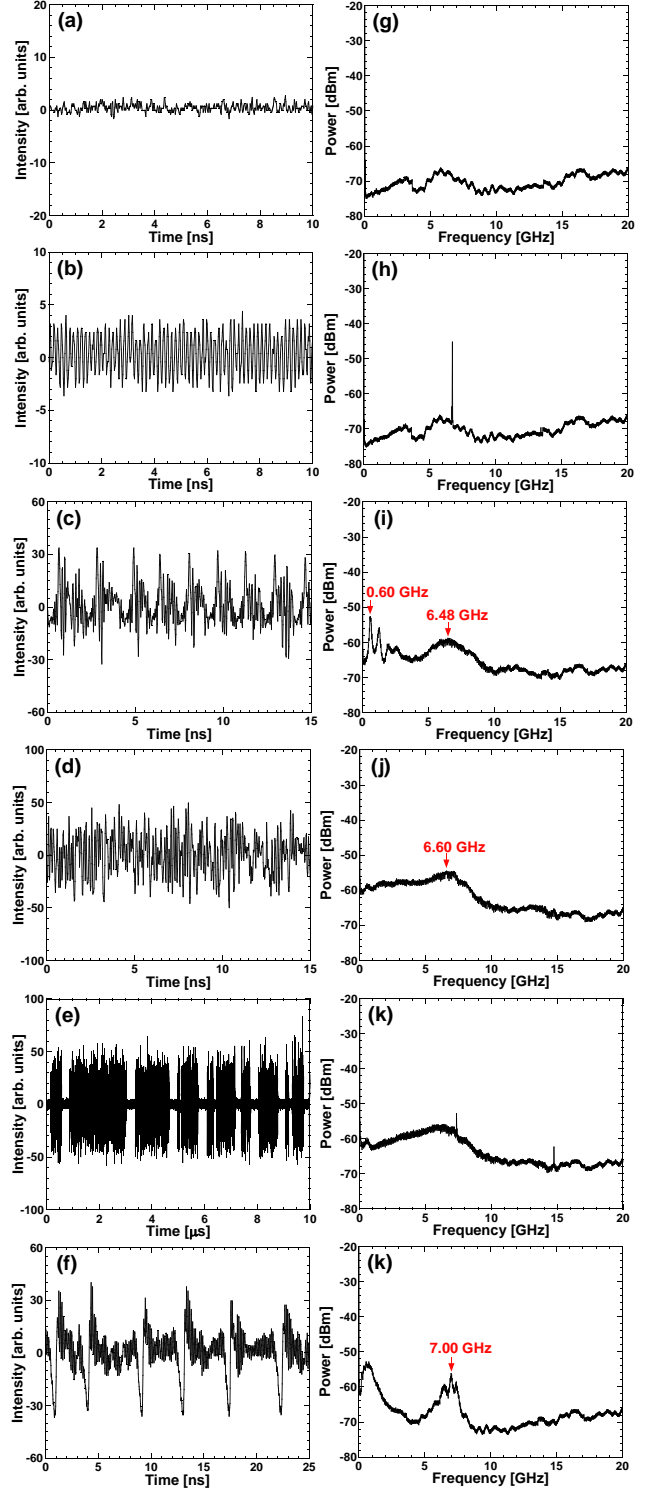 (a)
20
10
0
-10
-20
Intensity [arb. units]
0 2 4 6 8 10
Time [ns]
(g)
-20
-30
-40
-50
-60
-70
-80
Power [dBm]
0 5 10 15 20
Frequency [GHz]
(b)
10
5
0
-5
-10
Intensity [arb. units]
0 2 4 6 8 10
Time [ns]
(h)
-20
-30
-40
-50
-60
-70
-80
Power [dBm]
0 5 10 15 20
Frequency [GHz]
(c)
60
30
0
-30
-60
Intensity [arb. units]
0 5 10 15
Time [ns]
(i)
0.60 GHz
6.48 GHz
-20
-30
-40
-50
-60
-70
-80
Power [dBm]
0 5 10 15 20
Frequency [GHz]
(d)
100
50
0
-50
-100
Intensity [arb. units]
0 5 10 15
Time [ns]
(j)
6.60 GHz
-20
-30
-40
-50
-60
-70
-80
Power [dBm]
0 5 10 15 20
Frequency [GHz]
(e)
100
50
0
-50
-100
Intensity [arb. units]
0 2 4 6 8 10
Time [μs]
(k)
-20
-30
-40
-50
-60
-70
-80
Power [dBm]
0 5 10 15 20
Frequency [GHz]
(f)
60
30
0
-30
-60
Intensity [arb. units]
0 5 10 15 20 25
Time [ns]
(k)
7.00 GHz
-20
-30
-40
-50
-60
-70
-80
Power [dBm]
0 5 10 15 20
Frequency [GHz]